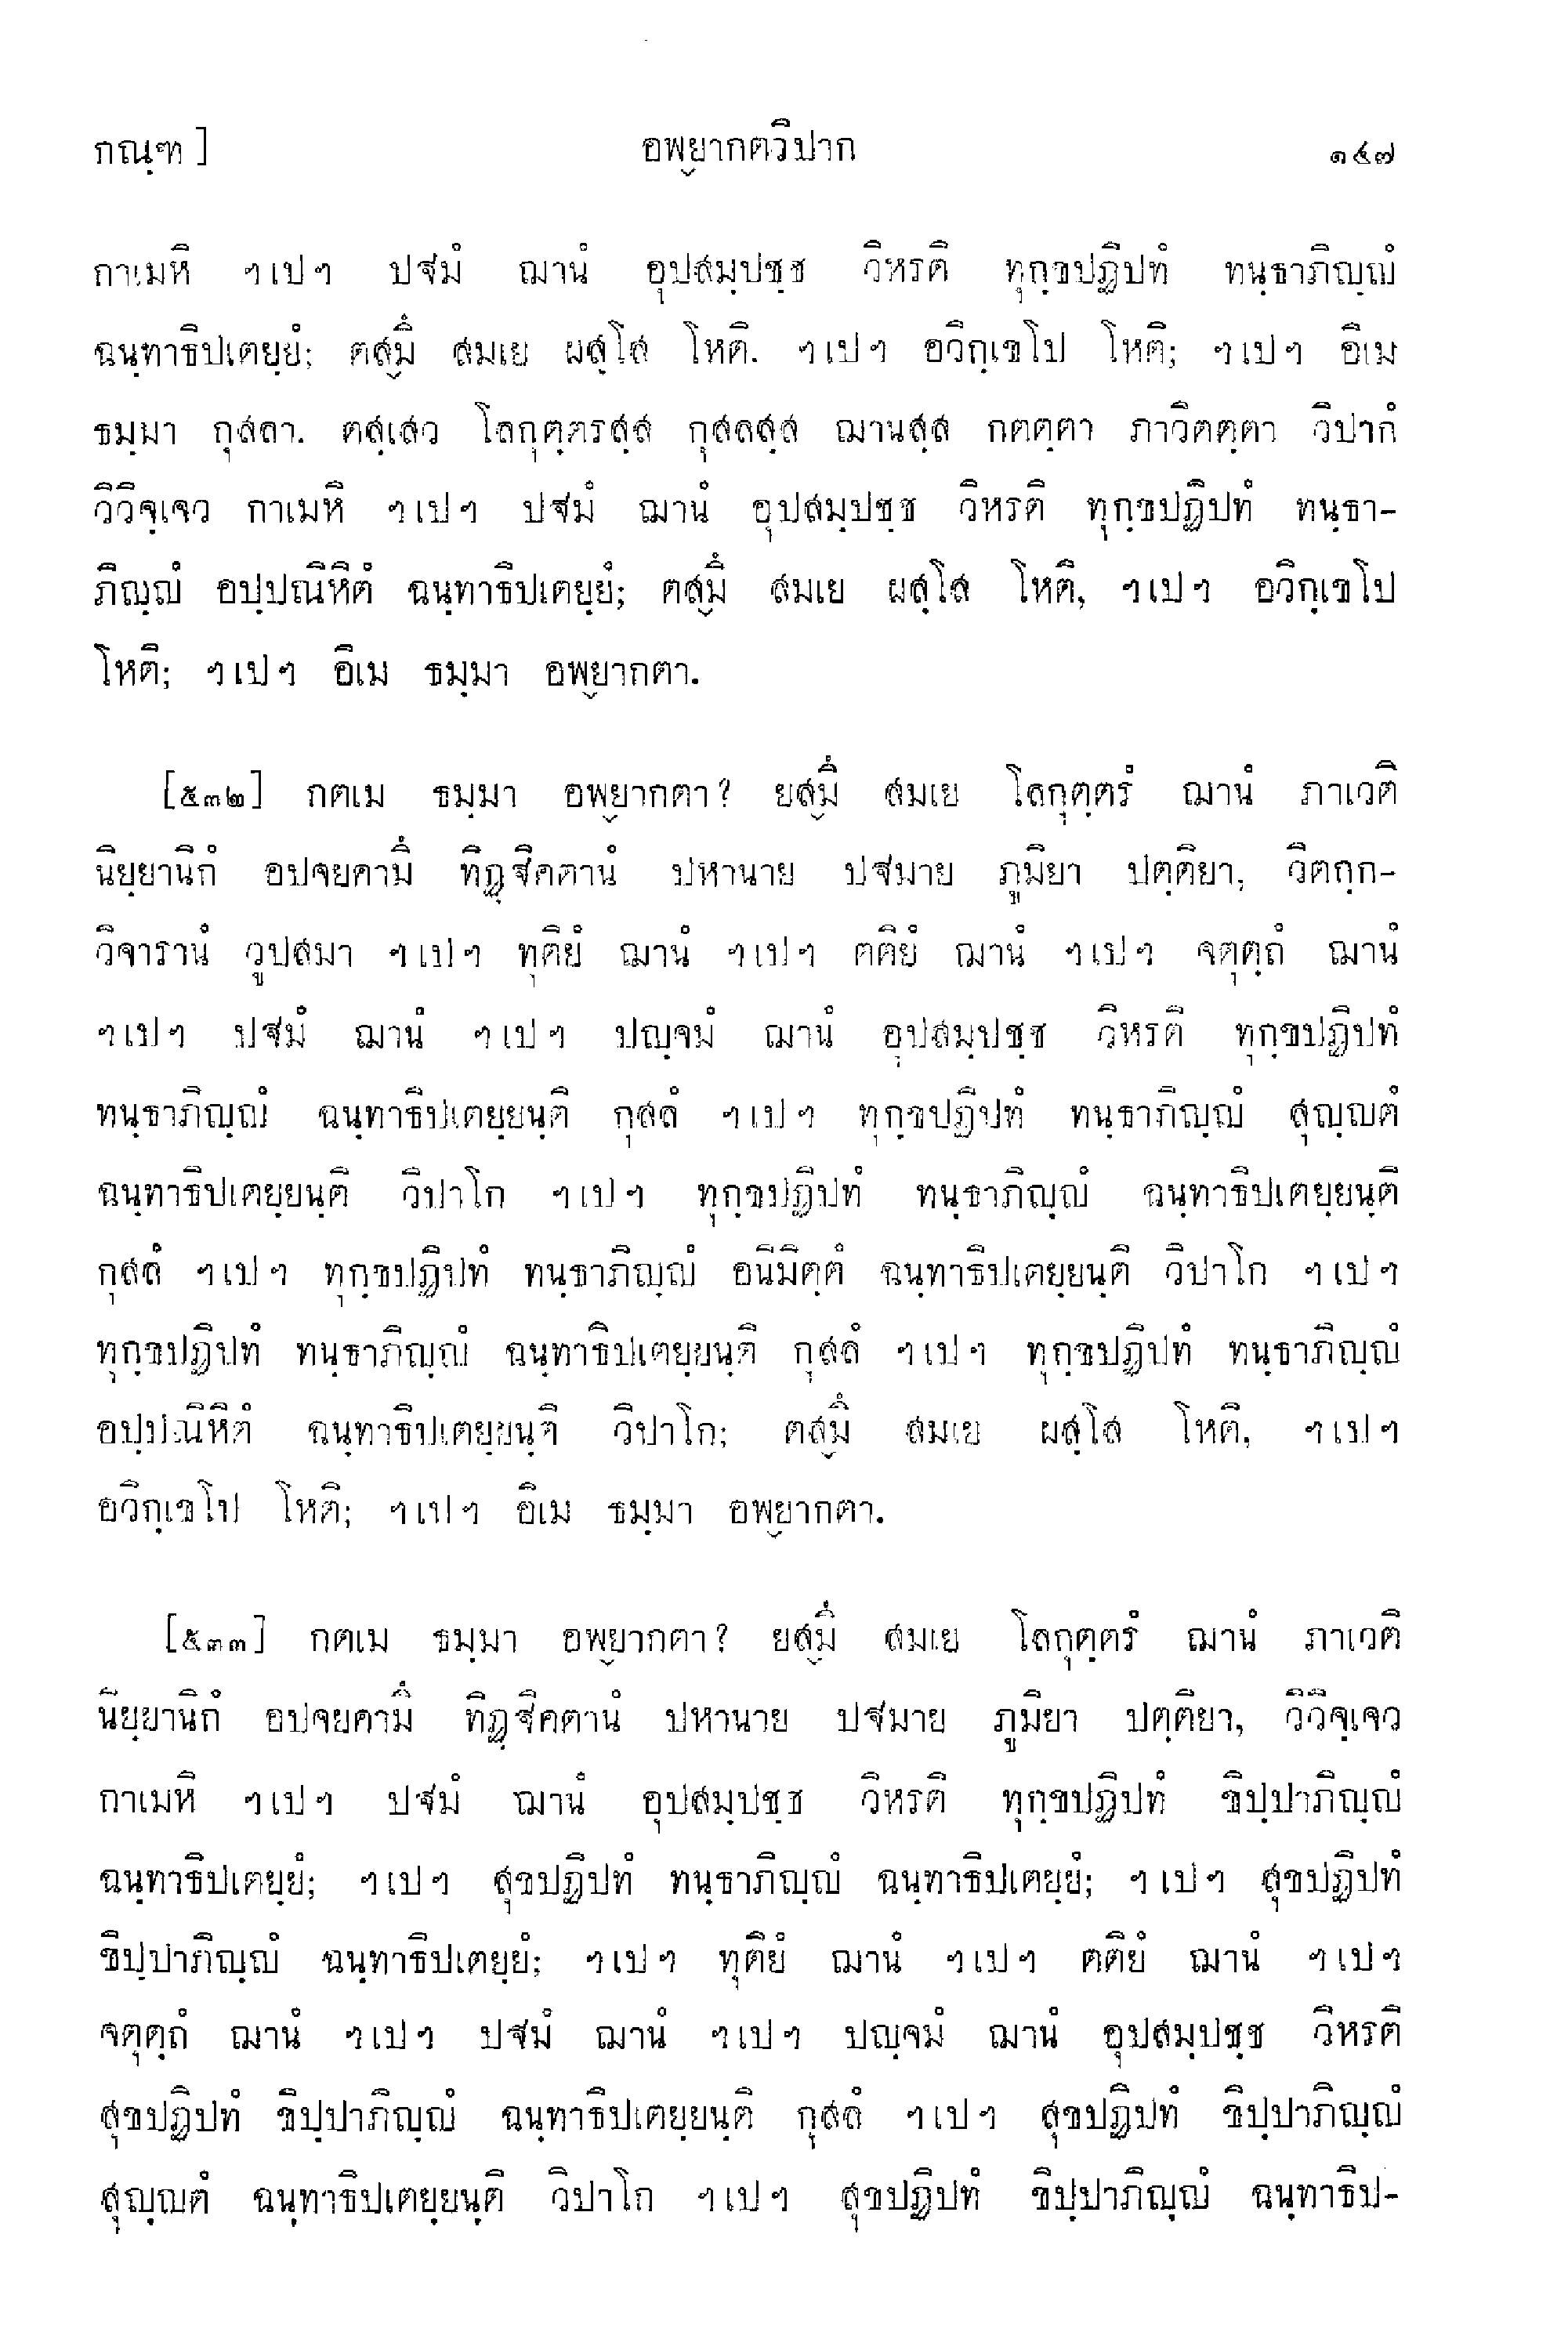 กณฺฑ ] อพฺยากตวิปาก ๑๔๗
กาเมหิ ฯเปฯ ปฐมํ ฌานํ อุปสมฺปชฺช วิหรติ ทุกฺขปฏิปทํ ทนฺธาภิญฺญํ
ฉนฺทาธิปเตยฺยํ; ตสฺมึ สมเย ผสฺโส โหติ. ฯเปฯ อวิกฺเขโป โหติ; ฯเปฯ อิเม
ธมฺมา กุสลา. ตสฺเสว โลกุตฺตรสฺส กุสลสฺส ฌานสฺส กตตฺตา ภาวิตตฺตา วิปากํ
วิวิจฺเจว กาเมหิ ฯเปฯ ปฐมํ ฌานํ อุปสมฺปชฺช วิหรติ ทุกฺขปฏิปทํ ทนฺธา-
ภิญฺญํ อปฺปณิหิตํ ฉนฺทาธิปเตยฺยํ; ตสฺมึ สมเย ผสฺโส โหติ, ฯเปฯ อวิกฺเขโป
โหติ; ฯเปฯ อิเม ธมฺมา อพฺยากตา.
[๕๓๒] กตเม ธมฺมา อพฺยากตา? ยสฺมึ สมเย โลกุตฺตรํ ฌานํ ภาเวติ
นิยฺยานิกํ อปจยคามึ ทิฏฺฐิคตานํ ปหานาย ปฐมาย ภูมิยา ปตฺติยา, วิตกฺก-
วิจารานํ วูปสมา ฯเปฯ ทุติยํ ฌานํ ฯเปฯ ตติยํ ฌานํ ฯเปฯ จตุตฺถํ ฌานํ
ฯเปฯ ปฐมํ ฌานํ ฯเปฯ ปญฺจมํ ฌานํ อุปสมฺปชฺช วิหรติ ทุกฺขปฏิปทํ
ทนฺธาภิญฺญํ ฉนฺทาธิปเตยฺยนฺติ กุสลํ ฯเปฯ ทุกฺขปฏิปทํ ทนฺธาภิญฺญํ สุญฺญตํ
ฉนฺทาธิปเตยฺยนฺติ วิปาโก ฯเปฯ ทุกฺขปฏิปทํ ทนฺธาภิญฺญํ ฉนฺทาธิปเตยฺยนฺติ
กุสลํ ฯเปฯ ทุกฺขปฏิปทํ ทนฺธาภิญฺญํ อนิมิตฺตํ ฉนฺทาธิปเตยฺยนฺติ วิปาโก ฯเปฯ
ทุกฺขปฏิปทํ ทนฺธาภิญฺญํ ฉนฺทาธิปเตยฺยนฺติ กุสลํ ฯเปฯ ทุกฺขปฏิปทํ ทนฺธาภิญฺญํ
อปฺปณิหิตํ ฉนฺทาธิปเตยฺยนฺติ วิปาโก; ตสฺมึ สมเย ผสฺโส โหติ, ฯเปฯ
อวิกฺเขโป โหติ; ฯเปฯ อิเม ธมฺมา อพฺยากตา.
[๕๓๓] กตเม ธมฺมา อพฺยากตา? ยสฺมึ สมเย โลกุตฺตรํ ฌานํ ภาเวติ
นิยฺยานิกํ อปจยคามึ ทิฏฺฐิคตานํ ปหานาย ปฐมาย ภูมิยา ปตฺติยา, วิวิจฺเจว
กาเมหิ ฯเปฯ ปฐมํ ฌานํ อุปสมฺปชฺช วิหรติ ทุกฺขปฏิปทํ ขิปฺปาภิญฺญํ
ฉนฺทาธิปเตยฺยํ; ฯเปฯ สุขปฏิปทํ ทนฺธาภิญฺญํ ฉนฺทาธิปเตยฺยํ; ฯเปฯ สุขปฏิปทํ
ขิปฺปาภิญฺญํ ฉนฺทาธิปเตยฺยํ; ฯเปฯ ทุติยํ ฌานํ ฯเปฯ ตติยํ ฌานํ ฯเปฯ
จตุตฺถํ ฌานํ ฯเปฯ ปฐมํ ฌานํ ฯเปฯ ปญฺจมํ ฌานํ อุปสมฺปชฺช วิหรติ
สุขปฏิปทํ ขิปฺปาภิญฺญํ ฉนฺทาธิปเตยฺยนฺติ กุสลํ ฯเปฯ สุขปฏิปทํ ขิปฺปาภิญฺญํ
สุญฺญตํ ฉนฺทาธิปเตยฺยนฺติ วิปาโก ฯเปฯ สุขปฏิปทํ ขิปฺปาภิญฺญํ ฉนฺทาธิป-